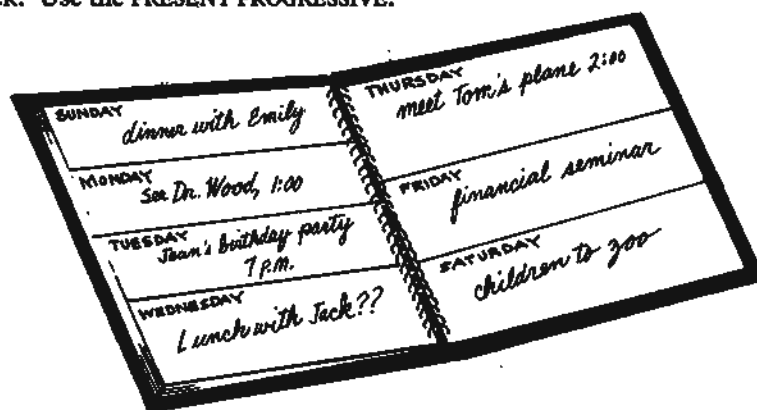 Use the PRESENT PROGRESSIVE.
SUNDAY
dinner with Emily
MONDAY
See Dr. Wood, 1:00
TUESDAY
Jean's birthday party
7 P.M.
WEDNESDAY
Lunch with Jack??
THURSDAY
meet Tom's plane 2:00
FRIDAY
financial seminar
SATURDAY
children to zoo